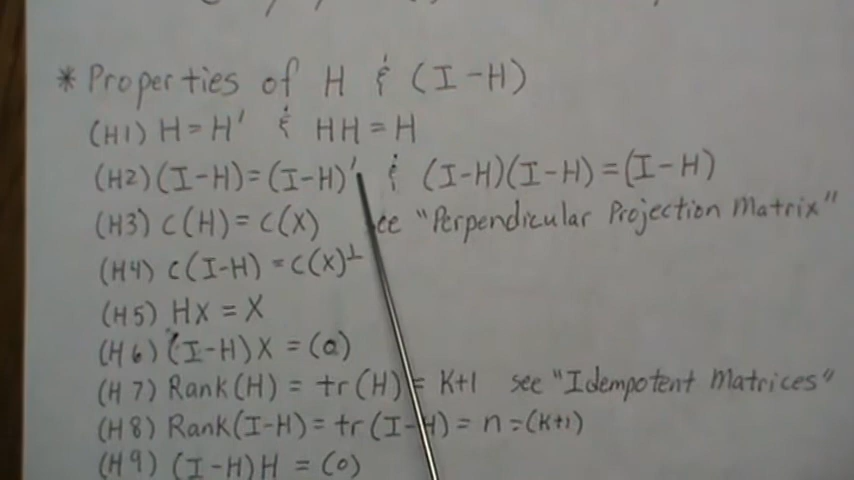 * Properties of H & (I-H)
(H1) H = H' & HH = H
(H2) (I-H) = (I-H)' & (I-H)(I-H) = (I-H)
(H3) C(H) = C(X) see "Perpendicular Projection Matrix"
(H4) C(I-H) = C(X)⊥
(H5) HX = X
(H6) (I-H)X = (0)
(H7) Rank(H) = tr(H) = K+1 see "Idempotent Matrices"
(H8) Rank(I-H) = tr(I-H) = n-(K+1)
(H9) (I-H)H = (0)